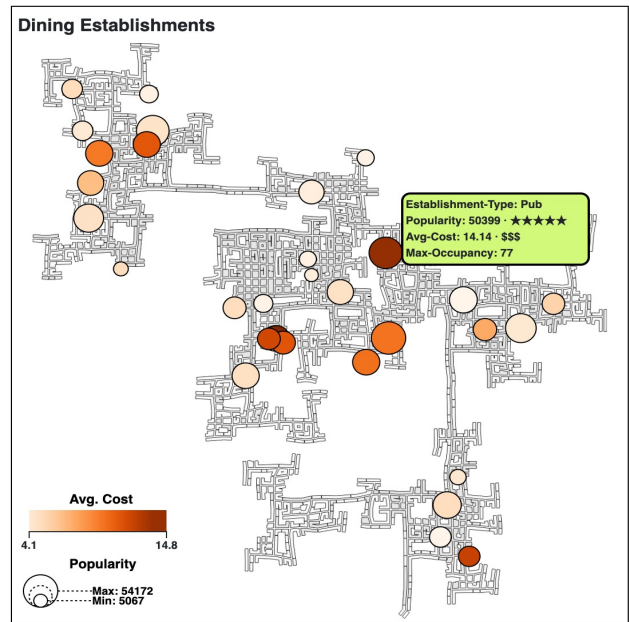 Dining Establishments
Establishment-Type: Pub
Popularity: 50399 · ★★★★★
Avg-Cost: 14.14 · $$$
Max-Occupancy: 77
Avg. Cost
4.1 14.8
Popularity
Max: 54172
Min: 5067